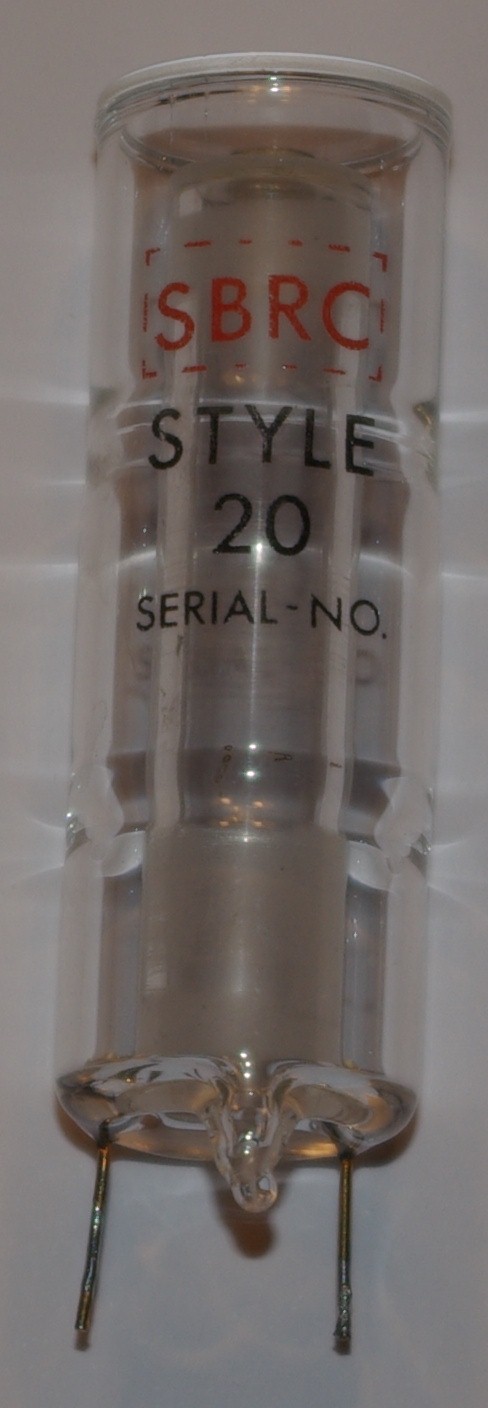 SBRC
STYLE
20
SERIAL-NO.